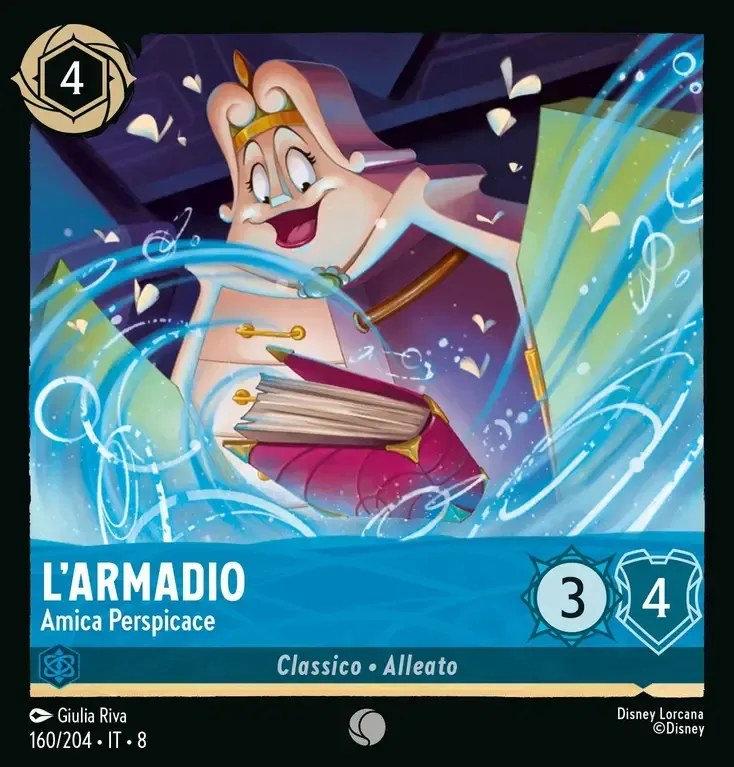 4
L'ARMADIO
Amica Perspicace
3
4
Classico • Alleato
Giulia Riva
160/204 • IT • 8
Disney Lorcana
©Disney